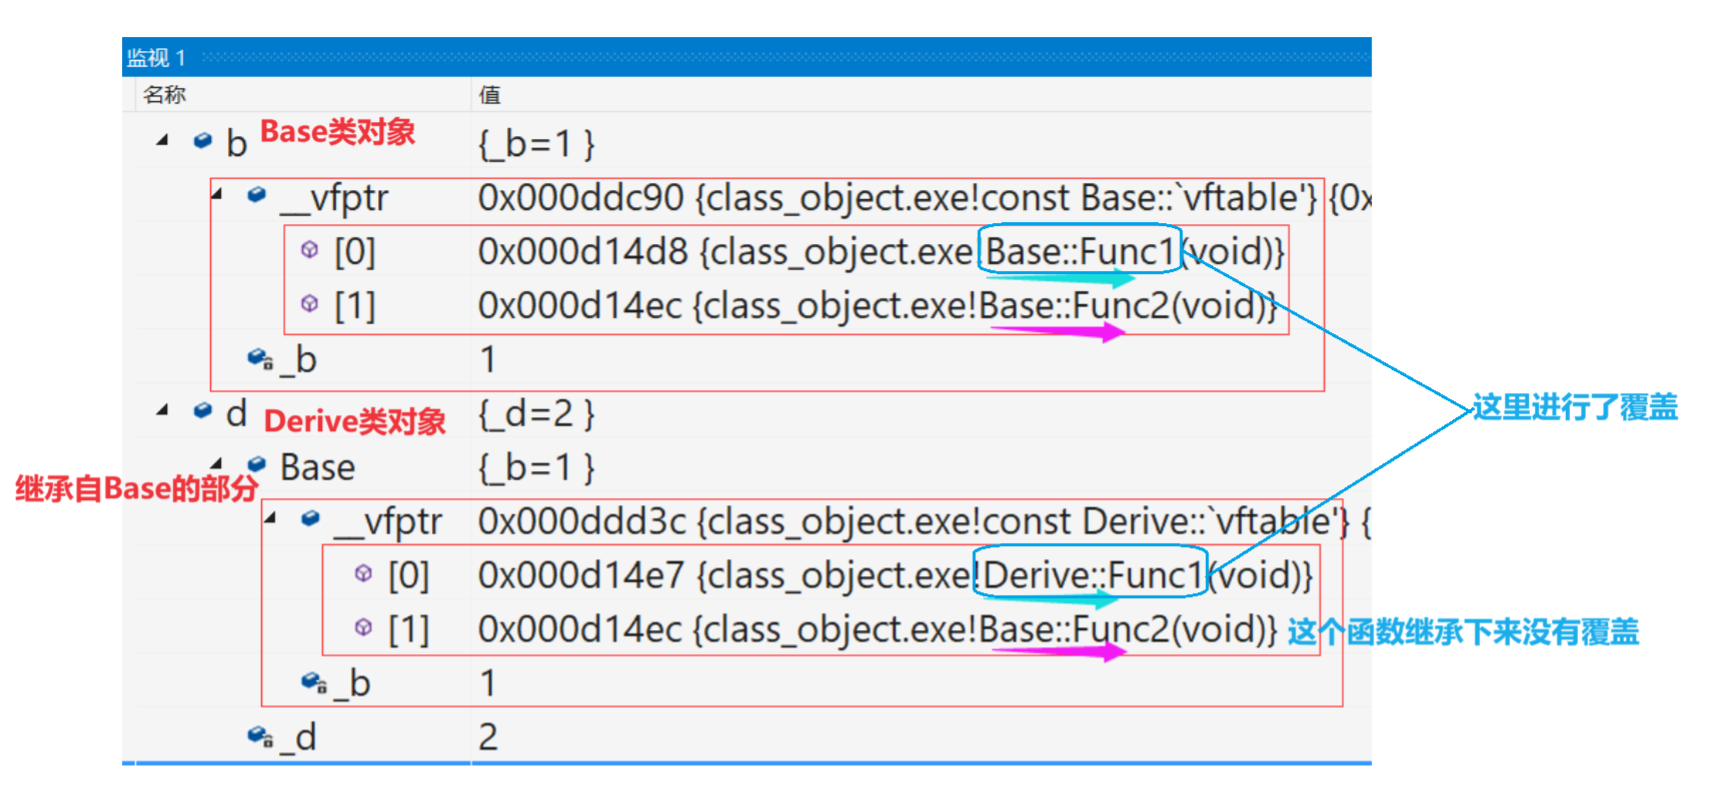 监视 1
名称 值
b Base类对象 {_b=1 }
__vfptr 0x000ddc90 {class_object.exe!const Base::`vftable'} {0x
[0] 0x000d14d8 {class_object.exe!Base::Func1(void)}
[1] 0x000d14ec {class_object.exe!Base::Func2(void)}
_b 1
这里进行了覆盖
d Derive类对象 {_d=2 }
Base {_b=1 }
继承自Base的部分
__vfptr 0x000ddd3c {class_object.exe!const Derive::`vftable'} {
[0] 0x000d14e7 {class_object.exe!Derive::Func1(void)}
[1] 0x000d14ec {class_object.exe!Base::Func2(void)} 这个函数继承下来没有覆盖
_b 1
_d 2